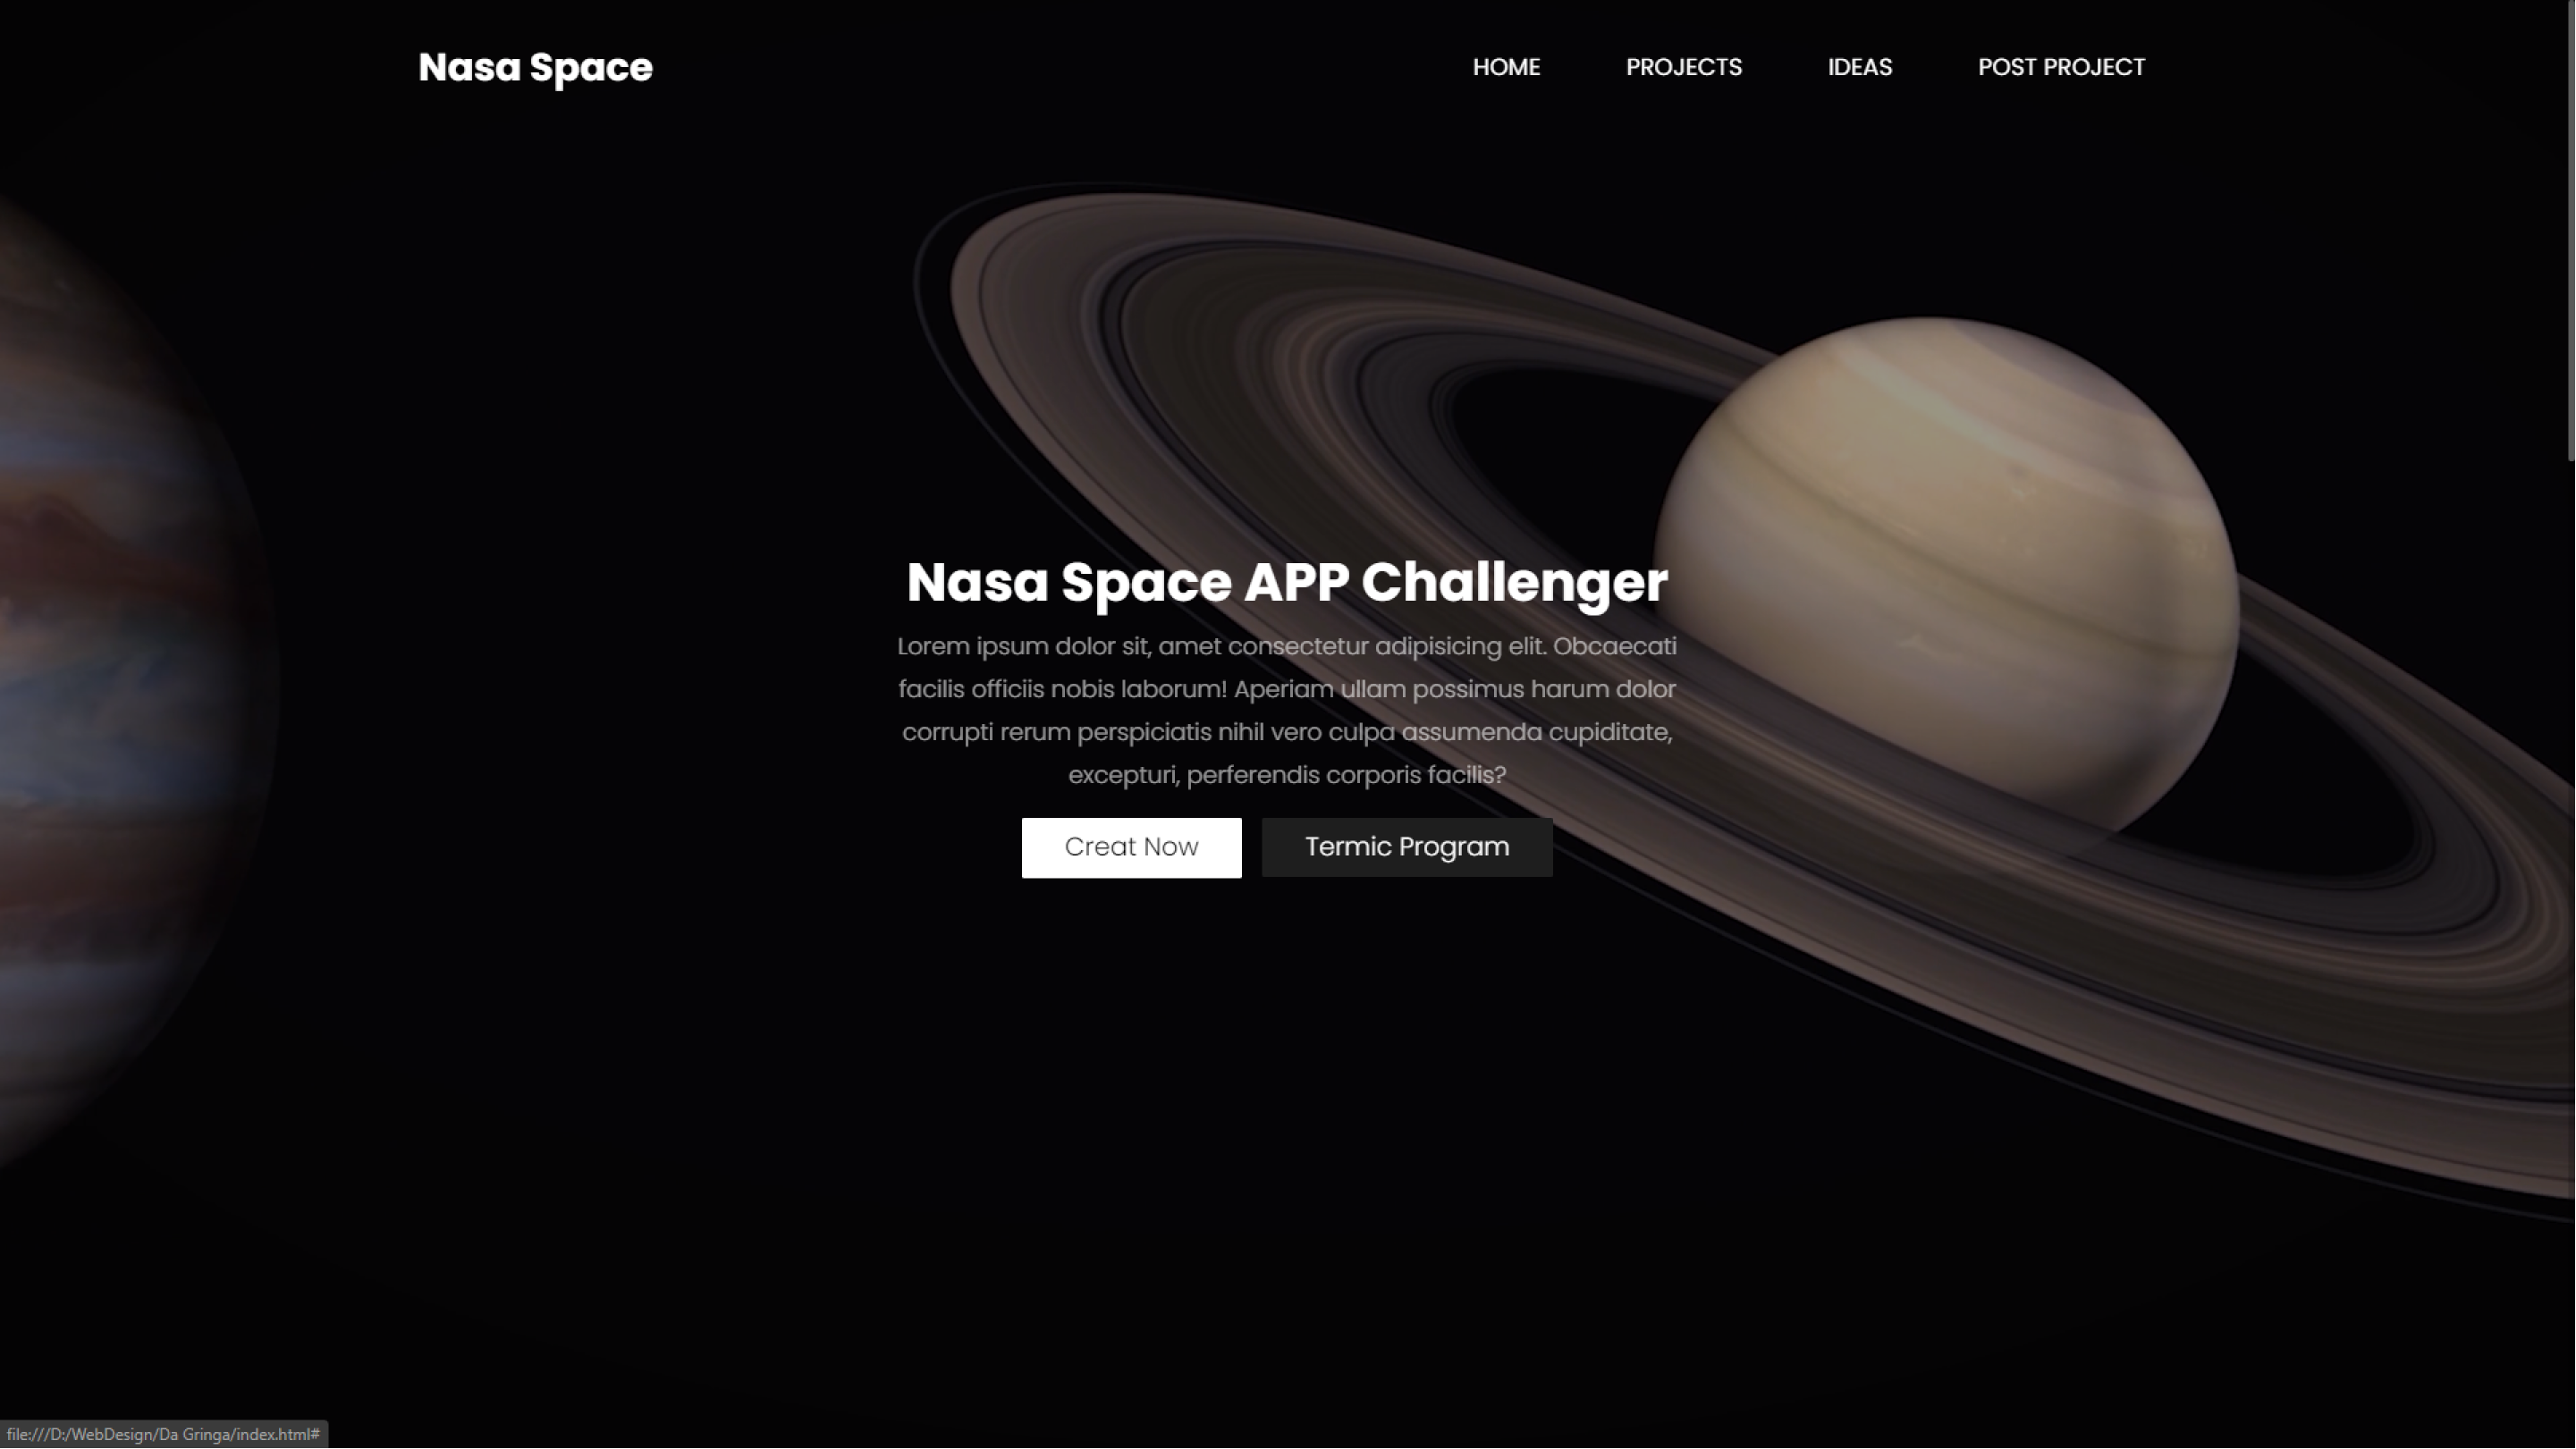 Nasa Space
HOME PROJECTS IDEAS POST PROJECT
Nasa Space APP Challenger
Lorem ipsum dolor sit, amet consectetur adipisicing elit. Obcaecati
facilis officiis nobis laborum! Aperiam ullam possimus harum dolor
corrupti rerum perspiciatis nihil vero culpa assumenda cupiditate,
excepturi, perferendis corporis facilis?
Creat Now
Termic Program
file:///D:/WebDesign/Da Gringa/index.html#